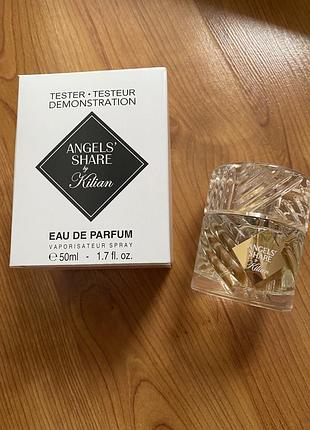 TESTER • TESTEUR
DEMONSTRATION
ANGELS'
SHARE
by
Kilian
EAU DE PARFUM
VAPORISATEUR SPRAY
℮ 50ml - 1.7 fl. oz.
ANGELS'
SHARE
by
Kilian